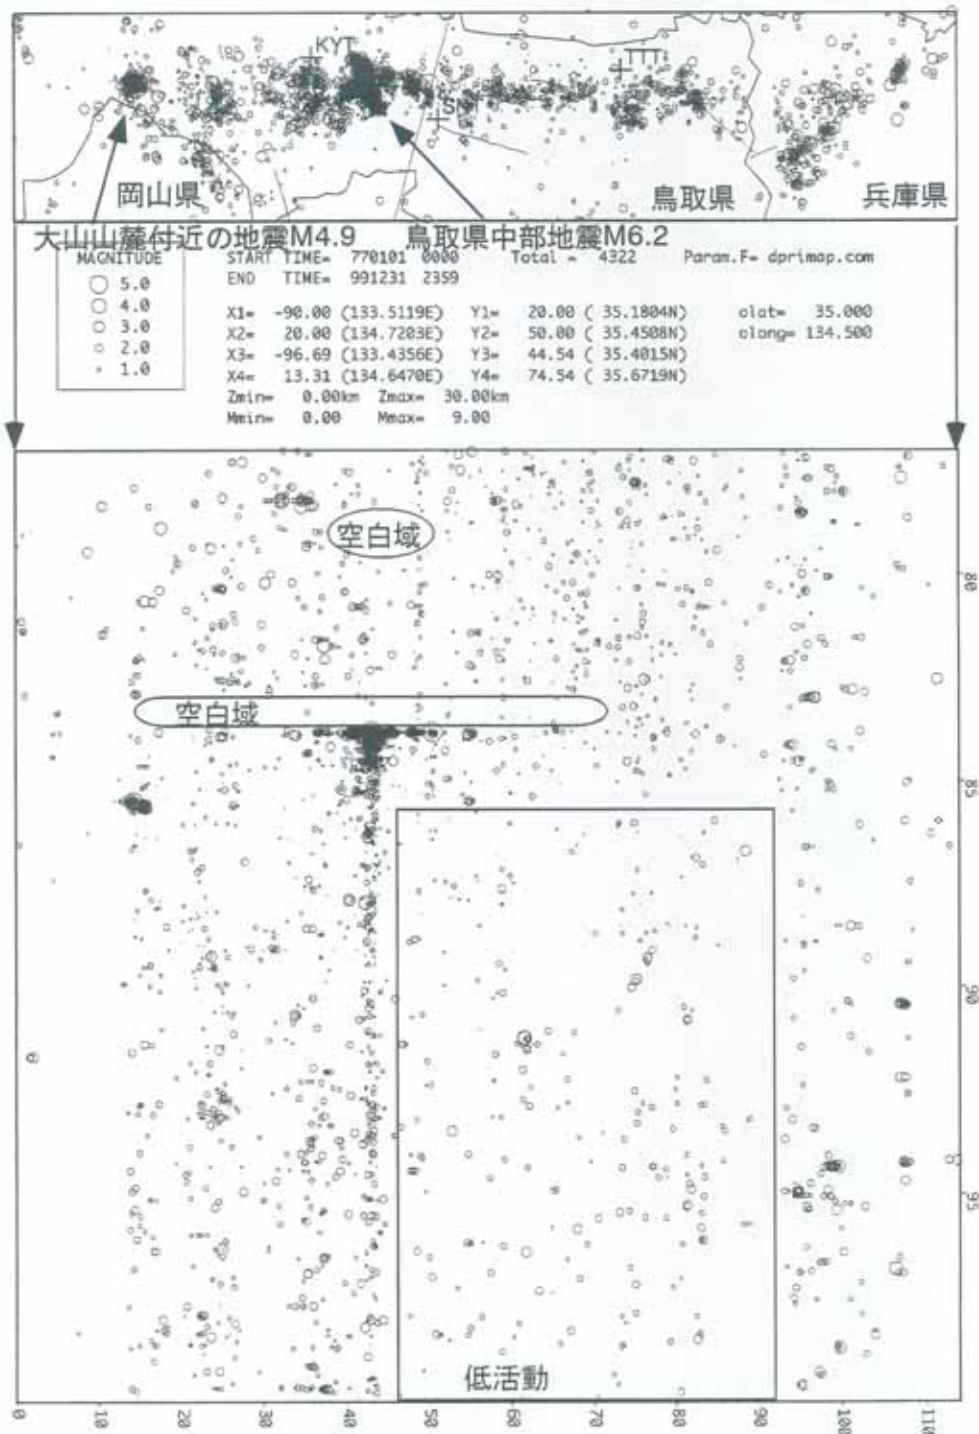 KYT
TTT
岡山県
鳥取県
兵庫県
大山山麓付近の地震M4.9
鳥取県中部地震M6.2
MAGNITUDE
5.0
4.0
3.0
2.0
1.0
START TIME= 770101 0000 Total = 4322 Param.F= dprimap.com
END TIME= 991231 2359
X1= -90.00 (133.5119E) Y1= 20.00 ( 35.1804N) clat= 35.000
X2= 20.00 (134.7203E) Y2= 50.00 ( 35.4508N) clong= 134.500
X3= -96.69 (133.4356E) Y3= 44.54 ( 35.4015N)
X4= 13.31 (134.6470E) Y4= 74.54 ( 35.6719N)
Zmin= 0.00km Zmax= 30.00km
Mmin= 0.00 Mmax= 9.00
空白域
80
空白域
85
90
95
低活動
0 10 20 30 40 50 60 70 80 90 100 110